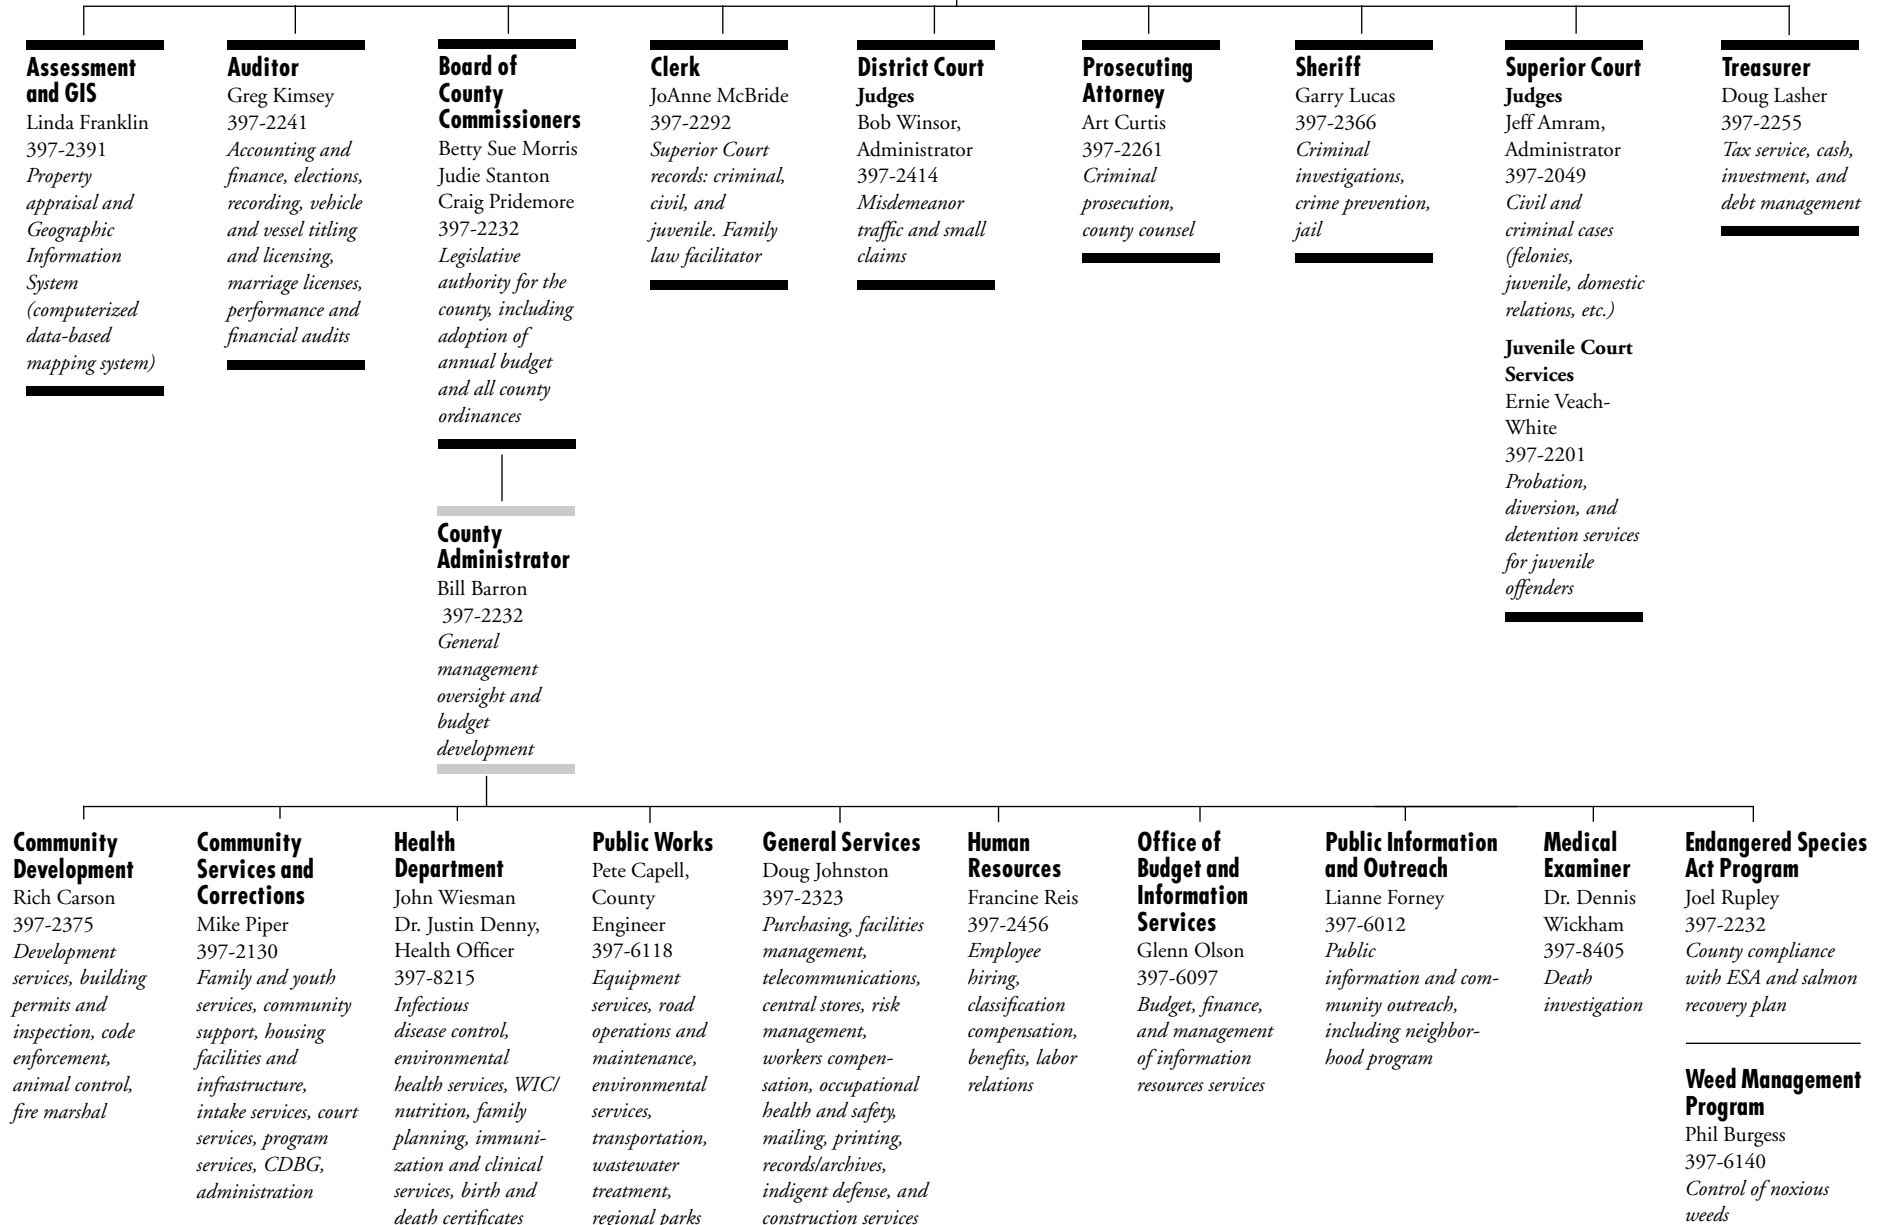 Assessment
and GIS
Linda Franklin
397-2391
Property
appraisal and
Geographic
Information
System
(computerized
data-based
mapping system)
Auditor
Greg Kimsey
397-2241
Accounting and
finance, elections,
recording, vehicle
and vessel titling
and licensing,
marriage licenses,
performance and
financial audits
Board of
County
Commissioners
Betty Sue Morris
Judie Stanton
Craig Pridemore
397-2232
Legislative
authority for the
county, including
adoption of
annual budget
and all county
ordinances
Clerk
JoAnne McBride
397-2292
Superior Court
records: criminal,
civil, and
juvenile. Family
law facilitator
District Court
Judges
Bob Winsor,
Administrator
397-2414
Misdemeanor
traffic and small
claims
Prosecuting
Attorney
Art Curtis
397-2261
Criminal
prosecution,
county counsel
Sheriff
Garry Lucas
397-2366
Criminal
investigations,
crime prevention,
jail
Superior Court
Judges
Jeff Amram,
Administrator
397-2049
Civil and
criminal cases
(felonies,
juvenile, domestic
relations, etc.)
Juvenile Court
Services
Ernie Veach-
White
397-2201
Probation,
diversion, and
detention services
for juvenile
offenders
Treasurer
Doug Lasher
397-2255
Tax service, cash,
investment, and
debt management
County
Administrator
Bill Barron
397-2232
General
management
oversight and
budget
development
Community
Development
Rich Carson
397-2375
Development
services, building
permits and
inspection, code
enforcement,
animal control,
fire marshal
Community
Services and
Corrections
Mike Piper
397-2130
Family and youth
services, community
support, housing
facilities and
infrastructure,
intake services, court
services, program
services, CDBG,
administration
Health
Department
John Wiesman
Dr. Justin Denny,
Health Officer
397-8215
Infectious
disease control,
environmental
health services, WIC/
nutrition, family
planning, immuni-
zation and clinical
services, birth and
death certificates
Public Works
Pete Capell,
County
Engineer
397-6118
Equipment
services, road
operations and
maintenance,
environmental
services,
transportation,
wastewater
treatment,
regional parks
General Services
Doug Johnston
397-2323
Purchasing, facilities
management,
telecommunications,
central stores, risk
management,
workers compen-
sation, occupational
health and safety,
mailing, printing,
records/archives,
indigent defense, and
construction services
Human
Resources
Francine Reis
397-2456
Employee
hiring,
classification
compensation,
benefits, labor
relations
Office of
Budget and
Information
Services
Glenn Olson
397-6097
Budget, finance,
and management
of information
resources services
Public Information
and Outreach
Lianne Forney
397-6012
Public
information and com-
munity outreach,
including neighbor-
hood program
Medical
Examiner
Dr. Dennis
Wickham
397-8405
Death
investigation
Endangered Species
Act Program
Joel Rupley
397-2232
County compliance
with ESA and salmon
recovery plan
Weed Management
Program
Phil Burgess
397-6140
Control of noxious
weeds